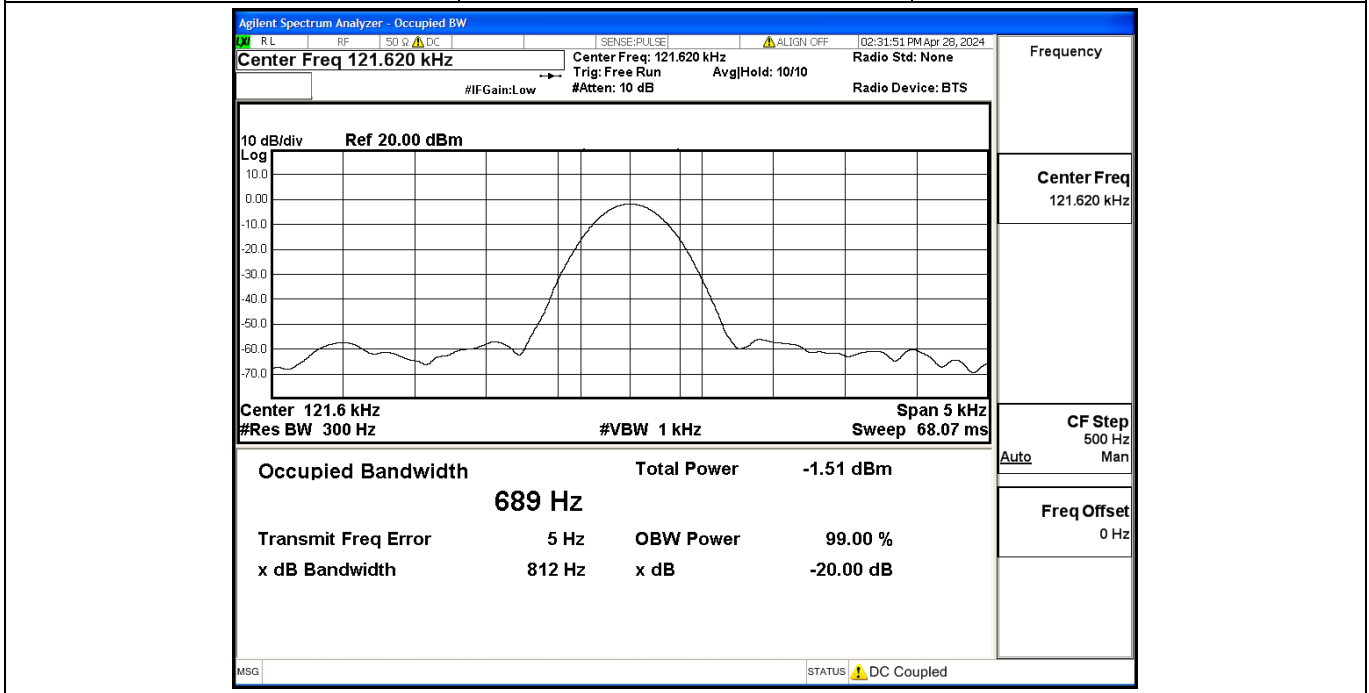 Agilent Spectrum Analyzer - Occupied BW
LXI RL RF 50 Ω DC SENSE:PULSE ALIGN OFF 02:31:51 PM Apr 28, 2024
Center Freq 121.620 kHz
Center Freq: 121.620 kHz Radio Std: None
Trig: Free Run Avg|Hold: 10/10
#IFGain:Low #Atten: 10 dB Radio Device: BTS
Frequency
10 dB/div Ref 20.00 dBm
Log
10.0
0.00
-10.0
-20.0
-30.0
-40.0
-50.0
-60.0
-70.0
Center 121.6 kHz Span 5 kHz
#Res BW 300 Hz #VBW 1 kHz Sweep 68.07 ms
Center Freq
121.620 kHz
CF Step
500 Hz
Auto Man
Freq Offset
0 Hz
Occupied Bandwidth Total Power -1.51 dBm
689 Hz
Transmit Freq Error 5 Hz OBW Power 99.00 %
x dB Bandwidth 812 Hz x dB -20.00 dB
MSG STATUS DC Coupled